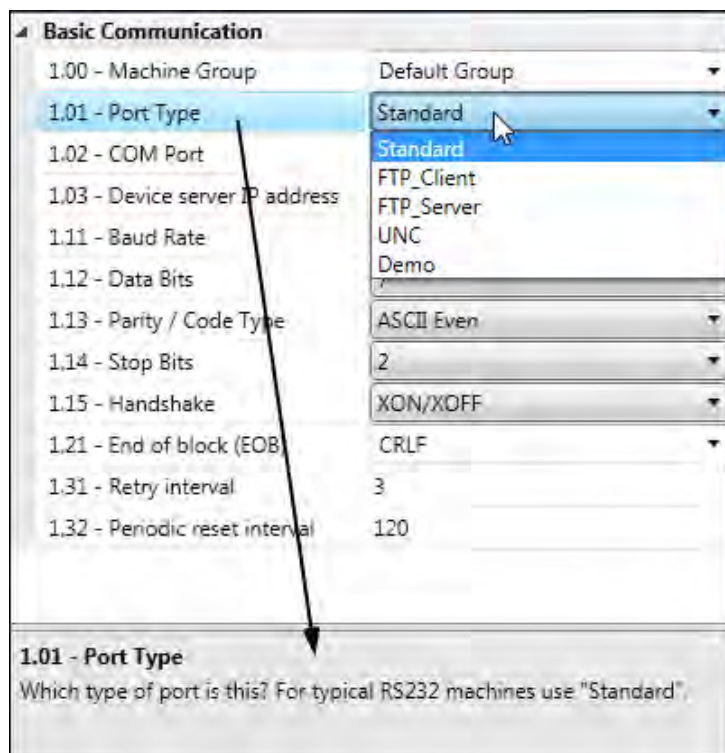 Basic Communication
1.00 - Machine Group Default Group
1.01 - Port Type Standard
1.02 - COM Port Standard
FTP_Client
1.03 - Device server IP address FTP_Server
1.11 - Baud Rate UNC
Demo
1.12 - Data Bits
1.13 - Parity / Code Type ASCII Even
1.14 - Stop Bits 2
1.15 - Handshake XON/XOFF
1.21 - End of block (EOB) CRLF
1.31 - Retry interval 3
1.32 - Periodic reset interval 120
1.01 - Port Type
Which type of port is this? For typical RS232 machines use "Standard".